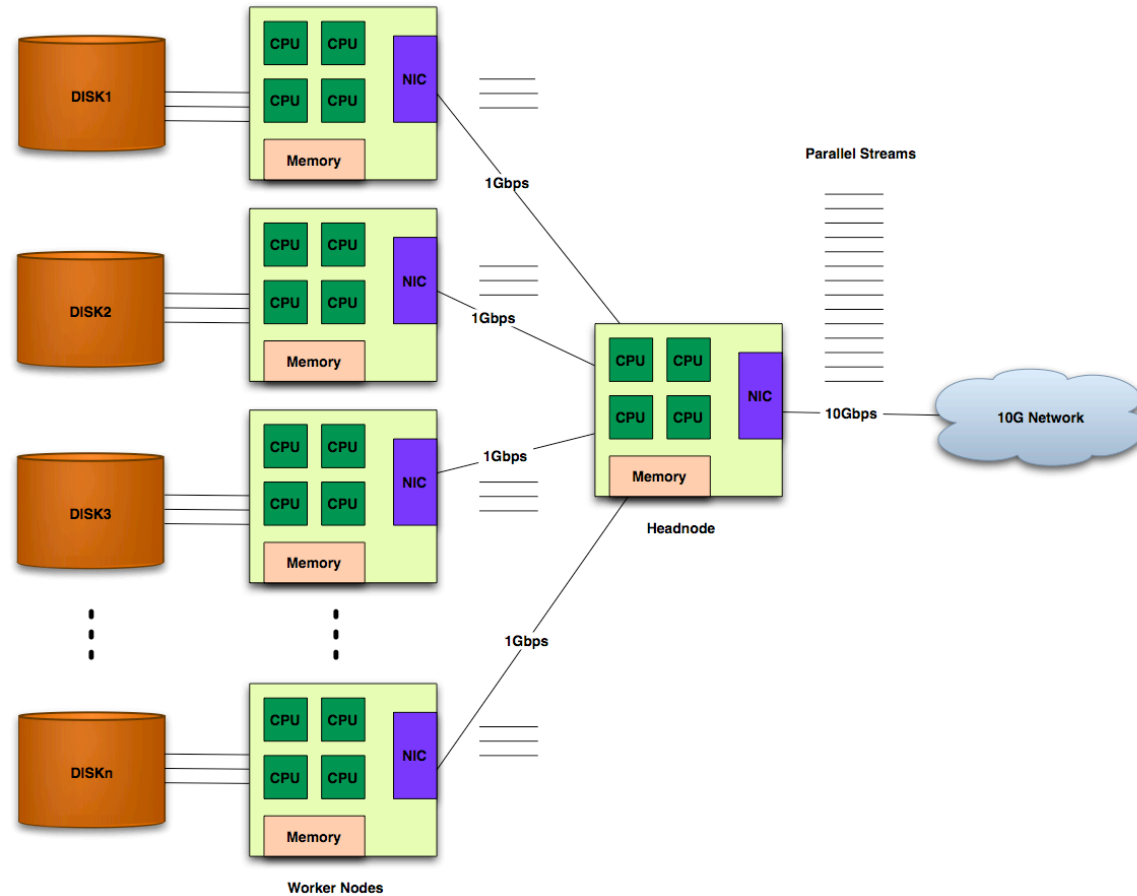 CPU CPU
NIC
DISK1
CPU CPU
Memory
1Gbps
Parallel Streams
CPU CPU
NIC
DISK2
CPU CPU
1Gbps
Memory
CPU CPU
NIC
CPU CPU
10Gbps
10G Network
Memory
Headnode
CPU CPU
1Gbps
NIC
DISK3
CPU CPU
Memory
1Gbps
CPU CPU
NIC
DISKn
CPU CPU
Memory
Worker Nodes